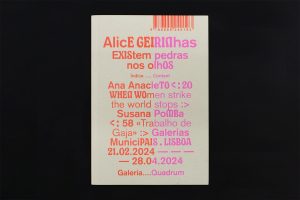 AlicE GEIRINhas
EXISTem pedras
nos olhos
Índice .... Content
Ana AnacleTO <: 20
WHEN WOmen strike
the world stops :>
Susana POMBa
<: 58 «Trabalho de
Gaja» :> Galerias
MunicIPAIS . LISBOA
21.02.2024 — — —
— 28.04.2024
Galeria....Quadrum